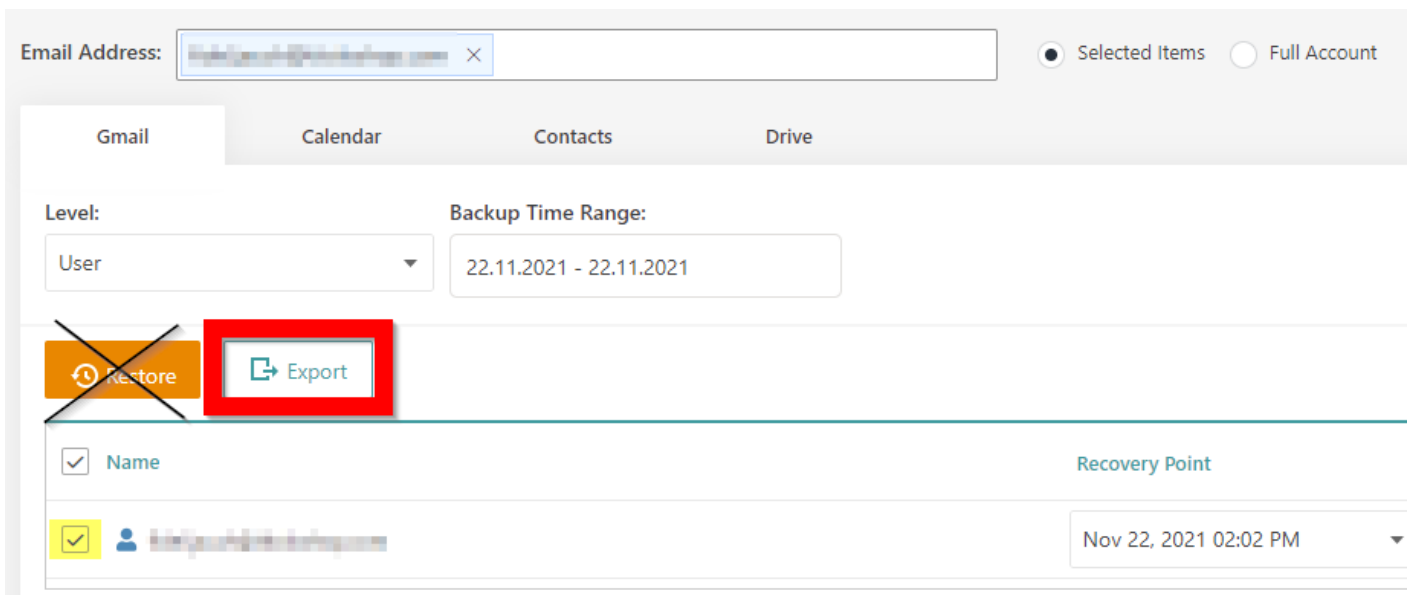 Email Address:
Selected Items
Full Account
Gmail
Calendar
Contacts
Drive
Level:
Backup Time Range:
User
22.11.2021 - 22.11.2021
Restore
Export
Name
Recovery Point
Nov 22, 2021 02:02 PM